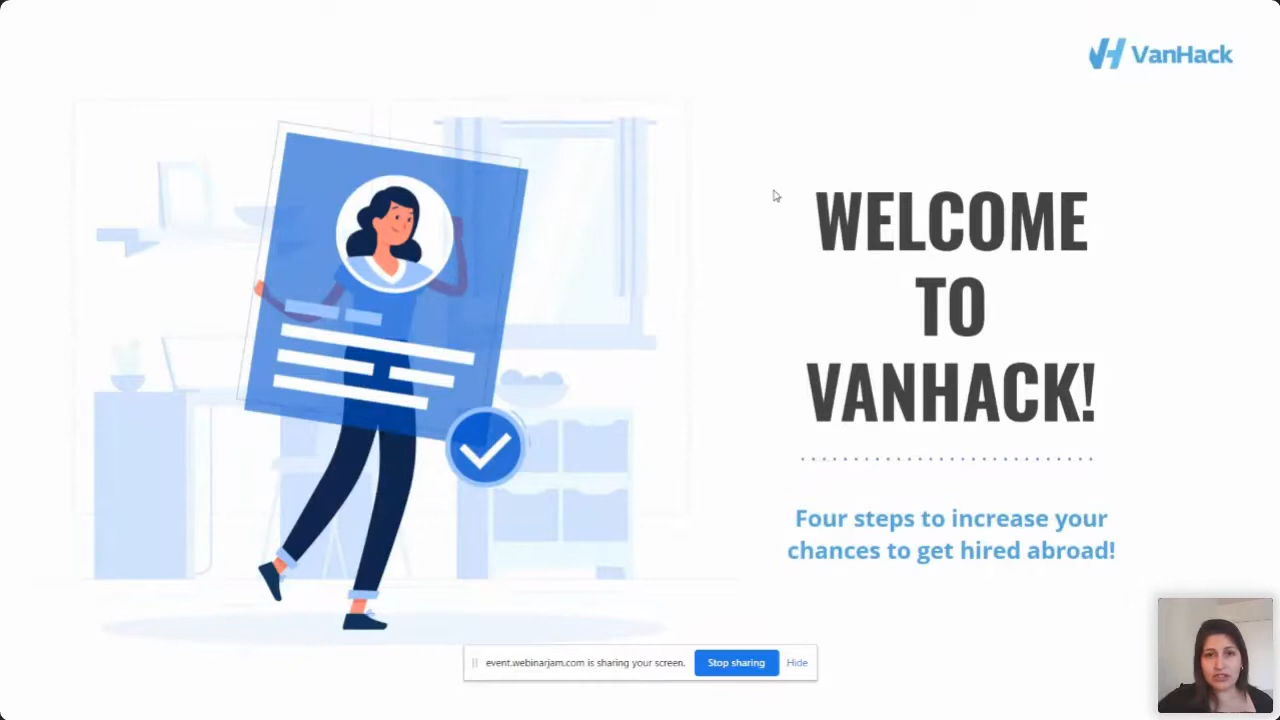 VanHack
WELCOME
TO
VANHACK!
Four steps to increase your
chances to get hired abroad!
event.webinarjam.com is sharing your screen.
Stop sharing
Hide